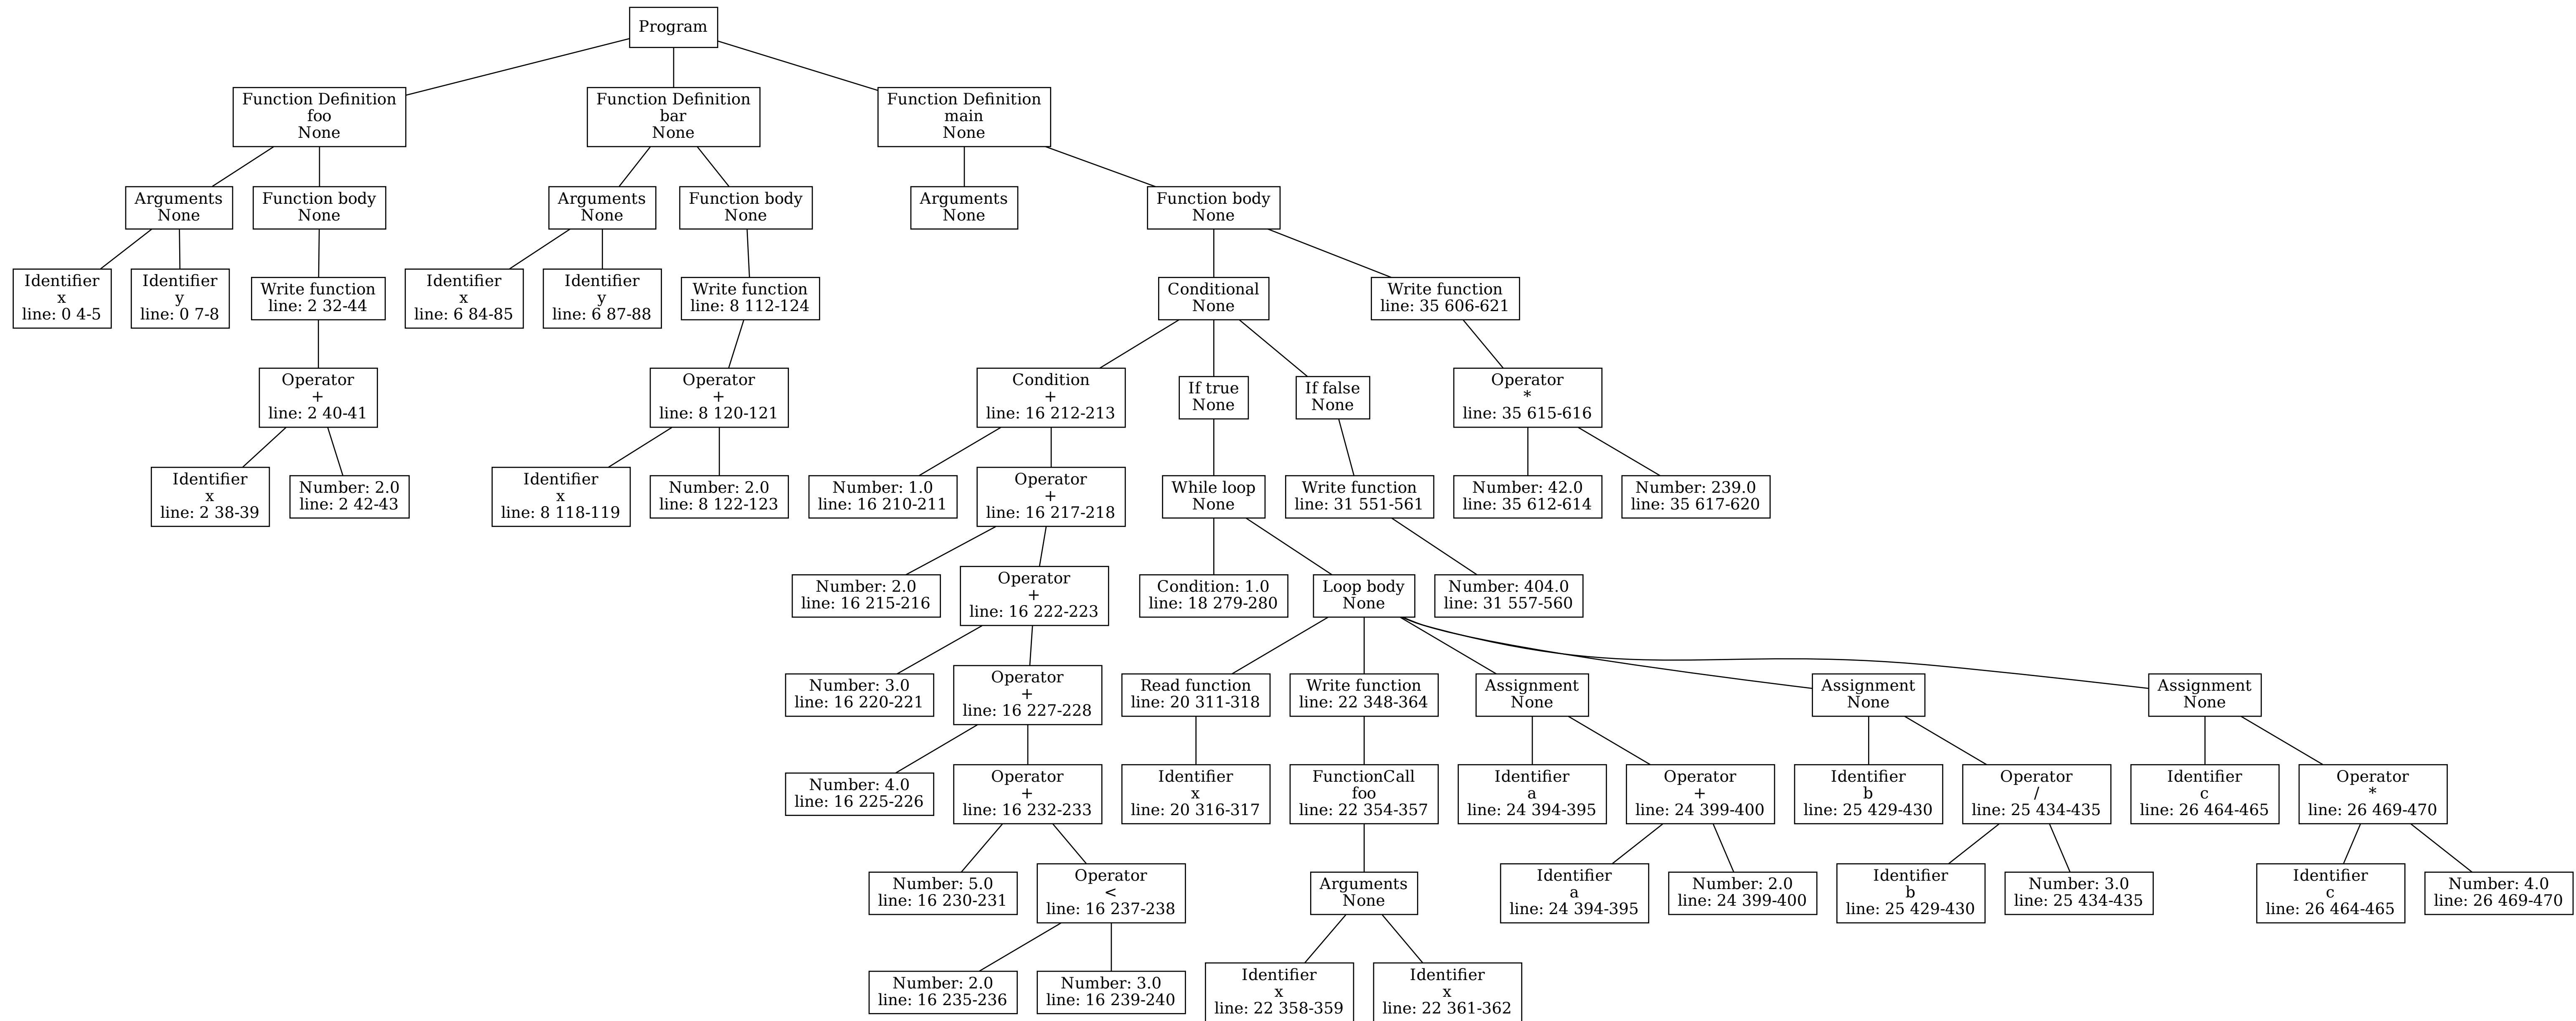 Program
Function Definition
foo
None
Function Definition
bar
None
Function Definition
main
None
Arguments
None
Function body
None
Arguments
None
Function body
None
Arguments
None
Function body
None
Identifier
x
line: 0 4-5
Identifier
y
line: 0 7-8
Write function
line: 2 32-44
Identifier
x
line: 6 84-85
Identifier
y
line: 6 87-88
Write function
line: 8 112-124
Conditional
None
Write function
line: 35 606-621
Operator
+
line: 2 40-41
Operator
+
line: 8 120-121
Condition
+
line: 16 212-213
If true
None
If false
None
Operator
*
line: 35 615-616
Identifier
x
line: 2 38-39
Number: 2.0
line: 2 42-43
Identifier
x
line: 8 118-119
Number: 2.0
line: 8 122-123
Number: 1.0
line: 16 210-211
Operator
+
line: 16 217-218
While loop
None
Write function
line: 31 551-561
Number: 42.0
line: 35 612-614
Number: 239.0
line: 35 617-620
Number: 2.0
line: 16 215-216
Operator
+
line: 16 222-223
Condition: 1.0
line: 18 279-280
Loop body
None
Number: 404.0
line: 31 557-560
Number: 3.0
line: 16 220-221
Operator
+
line: 16 227-228
Read function
line: 20 311-318
Write function
line: 22 348-364
Assignment
None
Assignment
None
Assignment
None
Number: 4.0
line: 16 225-226
Operator
+
line: 16 232-233
Identifier
x
line: 20 316-317
FunctionCall
foo
line: 22 354-357
Identifier
a
line: 24 394-395
Operator
+
line: 24 399-400
Identifier
b
line: 25 429-430
Operator
/
line: 25 434-435
Identifier
c
line: 26 464-465
Operator
*
line: 26 469-470
Number: 5.0
line: 16 230-231
Operator
<
line: 16 237-238
Arguments
None
Identifier
a
line: 24 394-395
Number: 2.0
line: 24 399-400
Identifier
b
line: 25 429-430
Number: 3.0
line: 25 434-435
Identifier
c
line: 26 464-465
Number: 4.0
line: 26 469-470
Number: 2.0
line: 16 235-236
Number: 3.0
line: 16 239-240
Identifier
x
line: 22 358-359
Identifier
x
line: 22 361-362